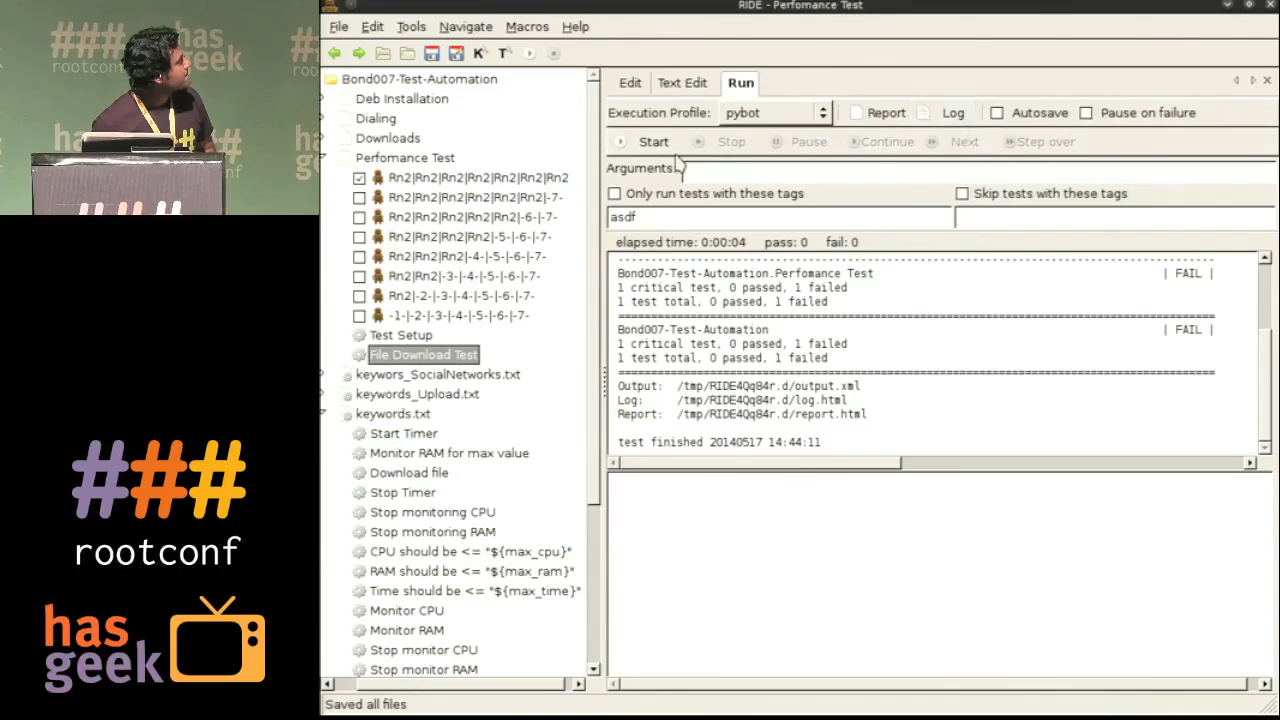 ###
rootconf
has
geek
###
has
###
rootconf
has
geek
RIDE - Perfomance Test
File Edit Tools Navigate Macros Help
K T
Bond007-Test-Automation
Deb Installation
Dialing
Downloads
Perfomance Test
Rn2|Rn2|Rn2|Rn2|Rn2|Rn2|Rn2
Rn2|Rn2|Rn2|Rn2|Rn2|Rn2|-7-
Rn2|Rn2|Rn2|Rn2|Rn2|-6-|-7-
Rn2|Rn2|Rn2|Rn2|-5-|-6-|-7-
Rn2|Rn2|Rn2|-4-|-5-|-6-|-7-
Rn2|Rn2|-3-|-4-|-5-|-6-|-7-
Rn2|-2-|-3-|-4-|-5-|-6-|-7-
-1-|-2-|-3-|-4-|-5-|-6-|-7-
Test Setup
File Download Test
keywors_SocialNetworks.txt
keywords_Upload.txt
keywords.txt
Start Timer
Monitor RAM for max value
Download file
Stop Timer
Stop monitoring CPU
Stop monitoring RAM
CPU should be <= "${max_cpu}"
RAM should be <= "${max_ram}"
Time should be <= "${max_time}"
Monitor CPU
Monitor RAM
Stop monitor CPU
Stop monitor RAM
Edit Text Edit Run
Execution Profile: pybot Report Log Autosave Pause on failure
Start Stop Pause Continue Next Step over
Arguments:
Only run tests with these tags Skip tests with these tags
asdf
elapsed time: 0:00:04 pass: 0 fail: 0
Bond007-Test-Automation.Perfomance Test | FAIL |
1 critical test, 0 passed, 1 failed
1 test total, 0 passed, 1 failed
Bond007-Test-Automation | FAIL |
1 critical test, 0 passed, 1 failed
1 test total, 0 passed, 1 failed
Output: /tmp/RIDE4Qq84r.d/output.xml
Log: /tmp/RIDE4Qq84r.d/log.html
Report: /tmp/RIDE4Qq84r.d/report.html
test finished 20140517 14:44:11
Saved all files